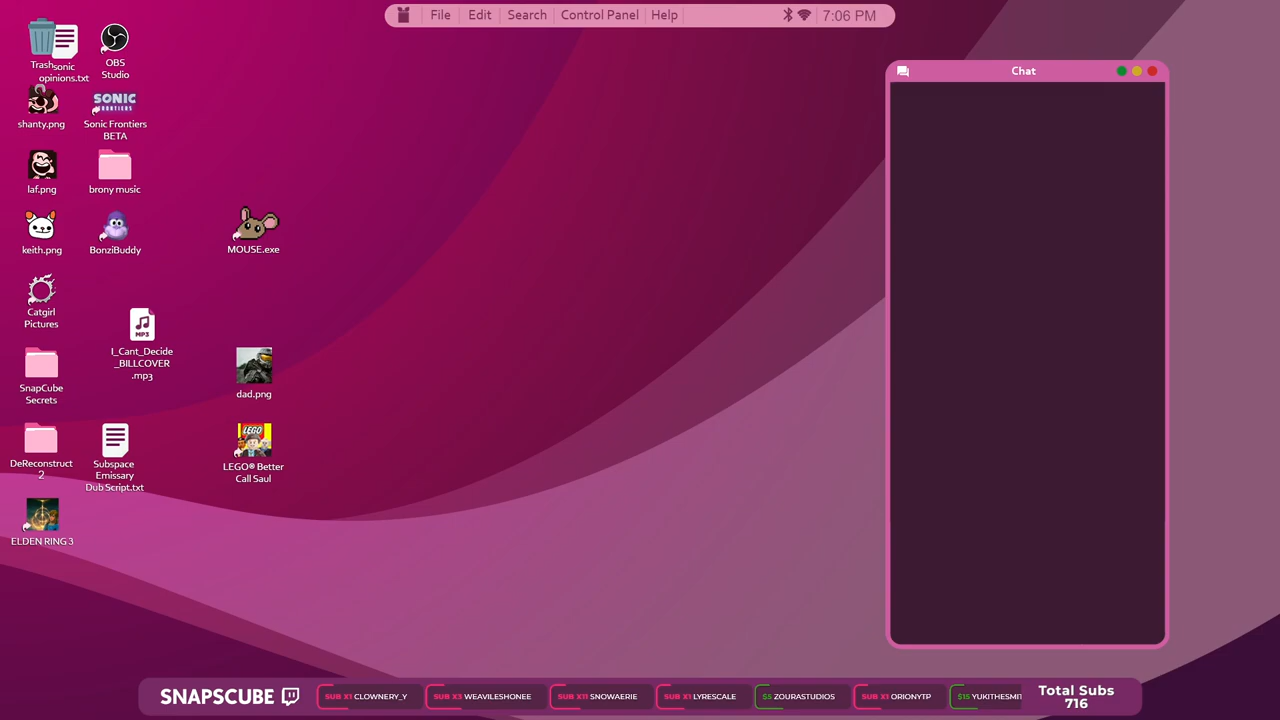 File Edit Search Control Panel Help 7:06 PM
Trash
sonic
opinions.txt
OBS
Studio
shanty.png
SONIC
FRONTIERS
Sonic Frontiers
BETA
laf.png
brony music
keith.png
BonziBuddy
MOUSE.exe
Catgirl
Pictures
MP3
I_Cant_Decide
_BILLCOVER
.mp3
SnapCube
Secrets
dad.png
DeReconstruct
2
Subspace
Emissary
Dub Script.txt
LEGO
LEGO® Better
Call Saul
ELDEN RING 3
Chat
SNAPSCUBE
SUB X1 CLOWNERY_Y
SUB X3 WEAVILESHONEE
SUB X11 SNOWAERIE
SUB X1 LYRESCALE
$5 ZOURASTUDIOS
SUB X1 ORIONYTP
$15 YUKITHESMIT
Total Subs
716